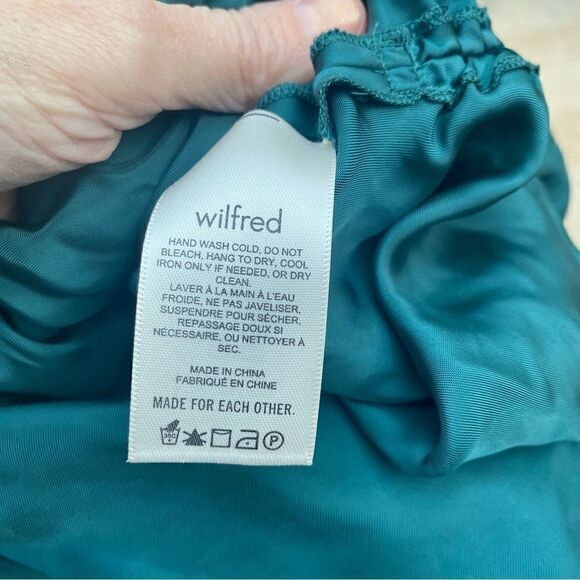 wilfred
HAND WASH COLD, DO NOT
BLEACH, HANG TO DRY, COOL
IRON ONLY IF NEEDED, OR DRY
CLEAN.
LAVER À LA MAIN À L'EAU
FROIDE, NE PAS JAVELISER,
SUSPENDRE POUR SÉCHER,
REPASSAGE DOUX SI
NÉCESSAIRE, OU NETTOYER À
SEC.
MADE IN CHINA
FABRIQUÉ EN CHINE
MADE FOR EACH OTHER.
30C P